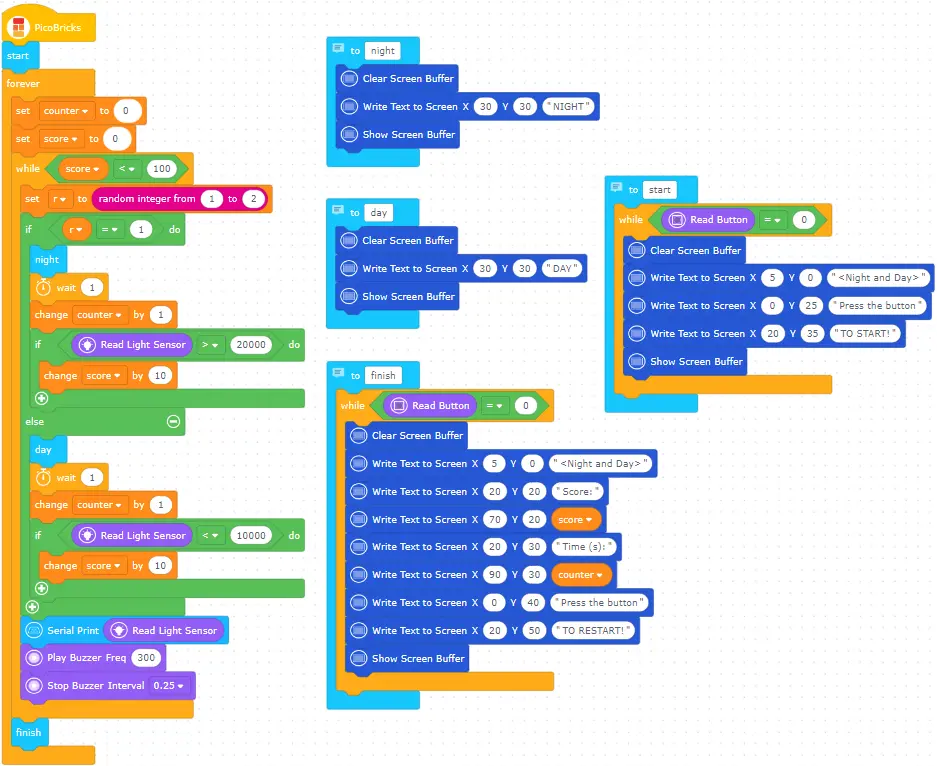 PicoBricks
start
forever
set counter to 0
set score to 0
while score < 100
set r to random integer from 1 to 2
if r = 1 do
night
wait 1
change counter by 1
if Read Light Sensor > 20000 do
change score by 10
else
day
wait 1
change counter by 1
if Read Light Sensor < 10000 do
change score by 10
Serial Print Read Light Sensor
Play Buzzer Freq 300
Stop Buzzer Interval 0.25
finish
to night
Clear Screen Buffer
Write Text to Screen X 30 Y 30 "NIGHT"
Show Screen Buffer
to day
Clear Screen Buffer
Write Text to Screen X 30 Y 30 "DAY"
Show Screen Buffer
to finish
while Read Button = 0
Clear Screen Buffer
Write Text to Screen X 5 Y 0 "<Night and Day>"
Write Text to Screen X 20 Y 20 "Score:"
Write Text to Screen X 70 Y 20 score
Write Text to Screen X 20 Y 30 "Time (s):"
Write Text to Screen X 90 Y 30 counter
Write Text to Screen X 0 Y 40 "Press the button"
Write Text to Screen X 20 Y 50 "TO RESTART!"
Show Screen Buffer
to start
while Read Button = 0
Clear Screen Buffer
Write Text to Screen X 5 Y 0 "<Night and Day>"
Write Text to Screen X 0 Y 25 "Press the button"
Write Text to Screen X 20 Y 35 "TO START!"
Show Screen Buffer